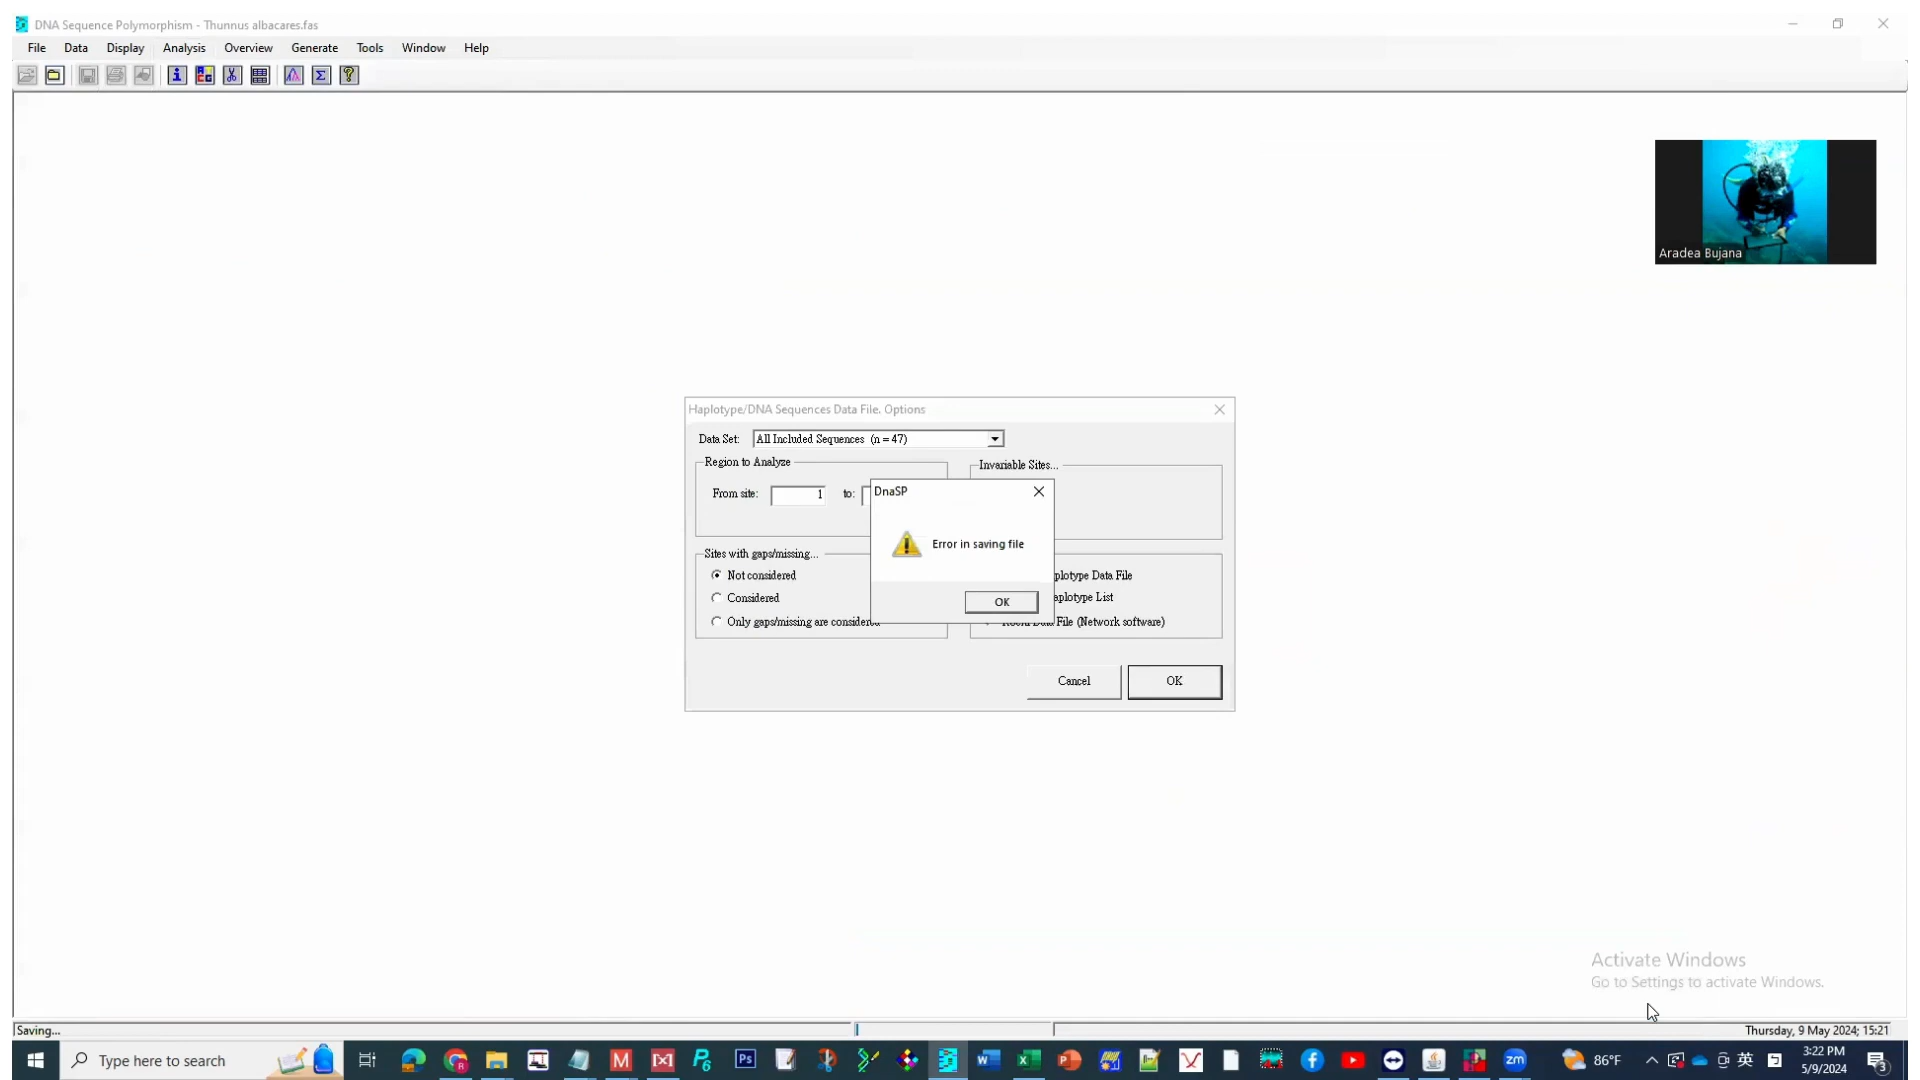 DNA Sequence Polymorphism - Thunnus albacares.fas
File Data Display Analysis Overview Generate Tools Window Help
Aradea Bujana
Haplotype/DNA Sequences Data File. Options
Data Set: All Included Sequences (n = 47)
Region to Analyze
Invariable Sites...
From site: 1 to:
DnaSP
Error in saving file
OK
Sites with gaps/missing...
Not considered
Considered
Only gaps/missing are considered
plotype Data File
aplotype List
File (Network software)
Cancel OK
Activate Windows
Go to Settings to activate Windows.
Saving...
Thursday, 9 May 2024; 15:21
Type here to search
86°F
英
3:22 PM
5/9/2024
3